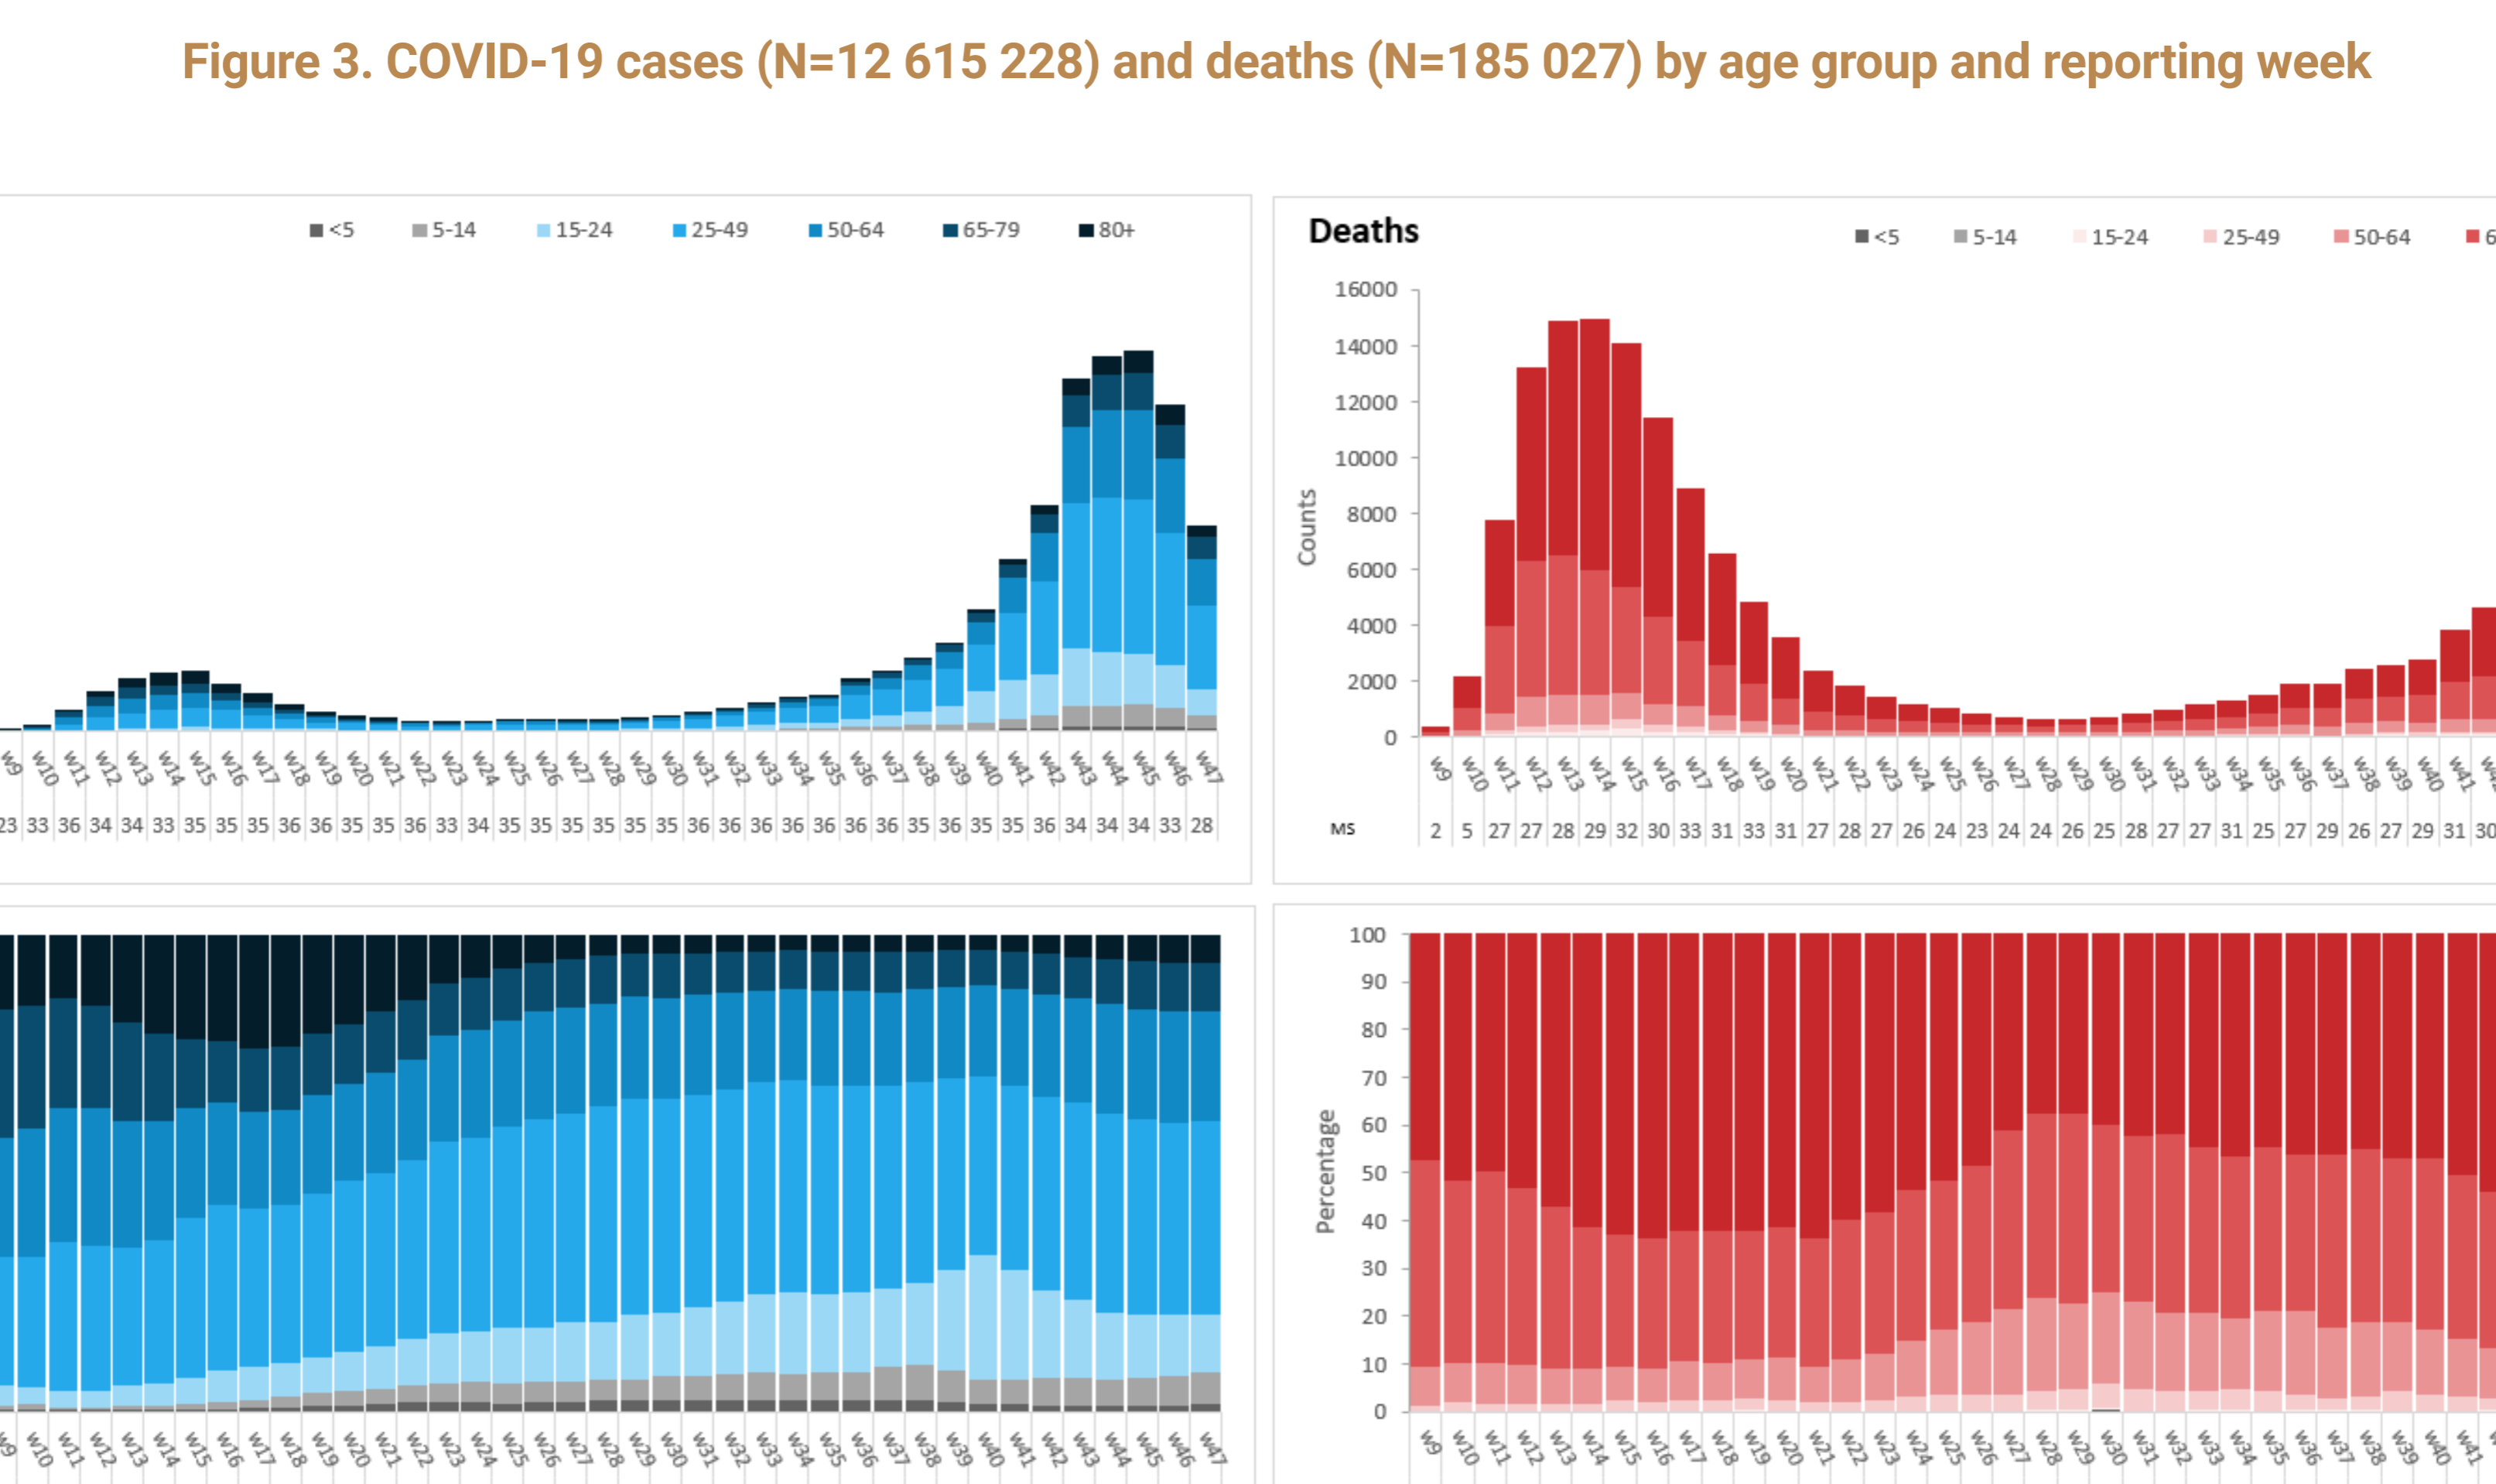 Figure 3. COVID-19 cases (N=12 615 228) and deaths (N=185 027) by age group and reporting week
<5 5-14 15-24 25-49 50-64 65-79 80+
w9 w10 w11 w12 w13 w14 w15 w16 w17 w18 w19 w20 w21 w22 w23 w24 w25 w26 w27 w28 w29 w30 w31 w32 w33 w34 w35 w36 w37 w38 w39 w40 w41 w42 w43 w44 w45 w46 w47
23 33 36 34 34 33 35 35 35 36 36 35 35 36 33 34 35 35 35 35 35 35 36 36 36 36 36 36 36 35 36 35 35 36 34 34 34 33 28
Deaths
<5 5-14 15-24 25-49 50-64 6
16000
14000
12000
10000
8000
6000
4000
2000
0
Counts
w9 w10 w11 w12 w13 w14 w15 w16 w17 w18 w19 w20 w21 w22 w23 w24 w25 w26 w27 w28 w29 w30 w31 w32 w33 w34 w35 w36 w37 w38 w39 w40 w41
MS 2 5 27 27 28 29 32 30 33 31 33 31 27 28 27 26 24 23 24 24 26 25 28 27 27 31 25 27 29 26 27 29 31 30
w9 w10 w11 w12 w13 w14 w15 w16 w17 w18 w19 w20 w21 w22 w23 w24 w25 w26 w27 w28 w29 w30 w31 w32 w33 w34 w35 w36 w37 w38 w39 w40 w41 w42 w43 w44 w45 w46 w47
100
90
80
70
60
50
40
30
20
10
0
Percentage
w9 w10 w11 w12 w13 w14 w15 w16 w17 w18 w19 w20 w21 w22 w23 w24 w25 w26 w27 w28 w29 w30 w31 w32 w33 w34 w35 w36 w37 w38 w39 w40 w41